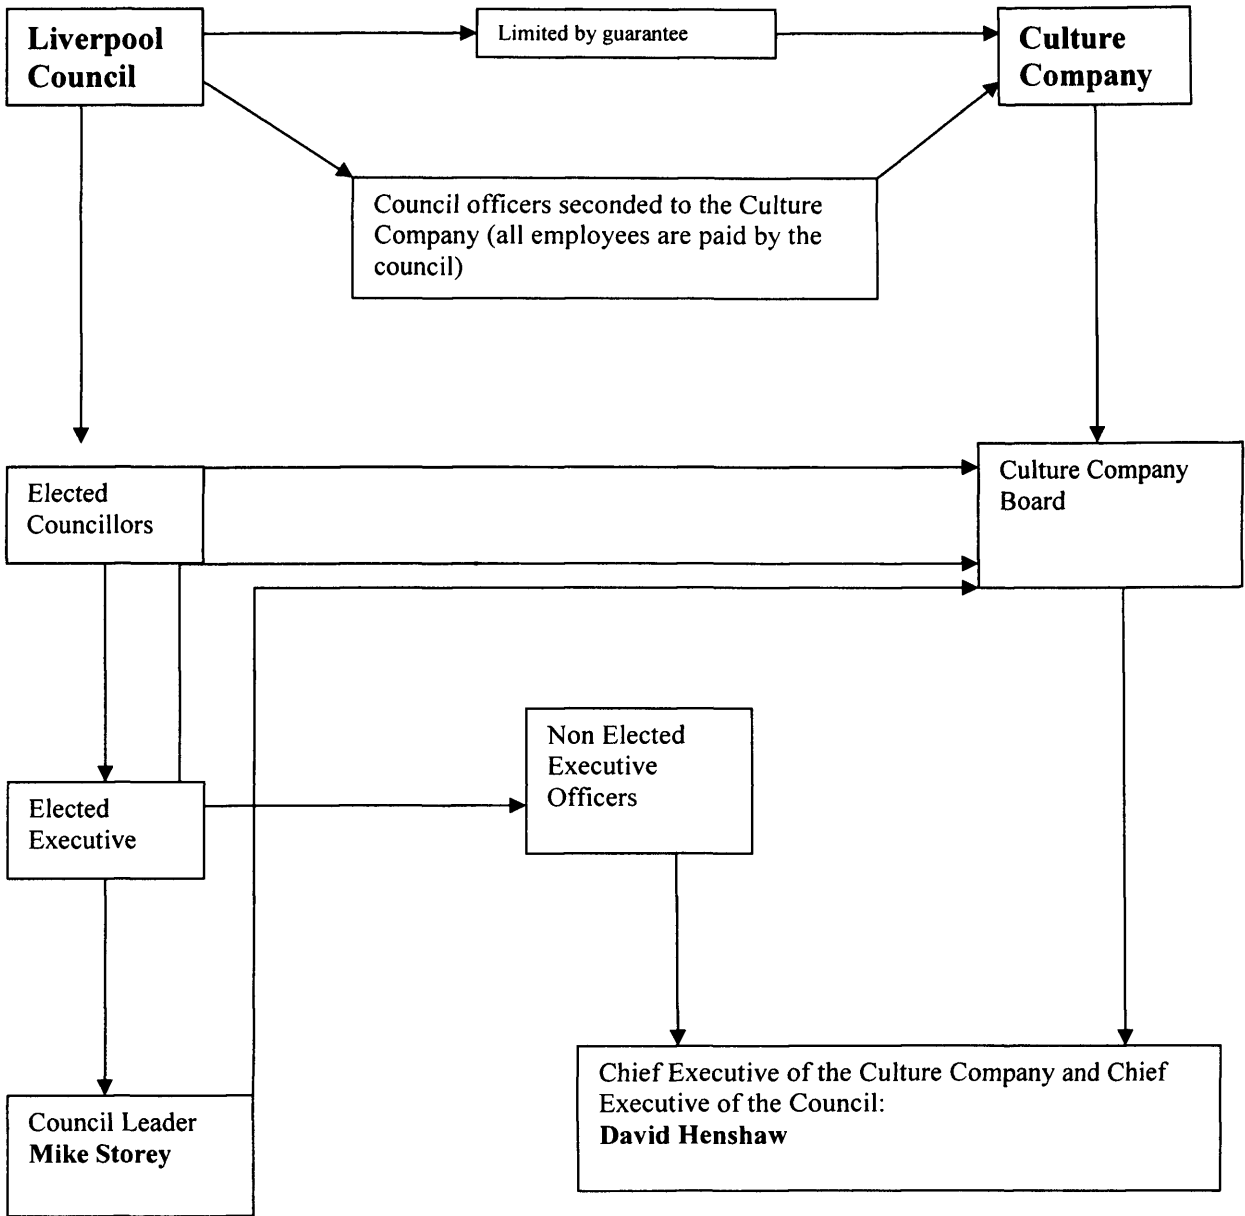 Liverpool
Council
Limited by guarantee
Culture
Company
Council officers seconded to the Culture
Company (all employees are paid by the
council)
Elected
Councillors
Culture Company
Board
Non Elected
Executive
Officers
Elected
Executive
Chief Executive of the Culture Company and Chief
Executive of the Council:
David Henshaw
Council Leader
Mike Storey